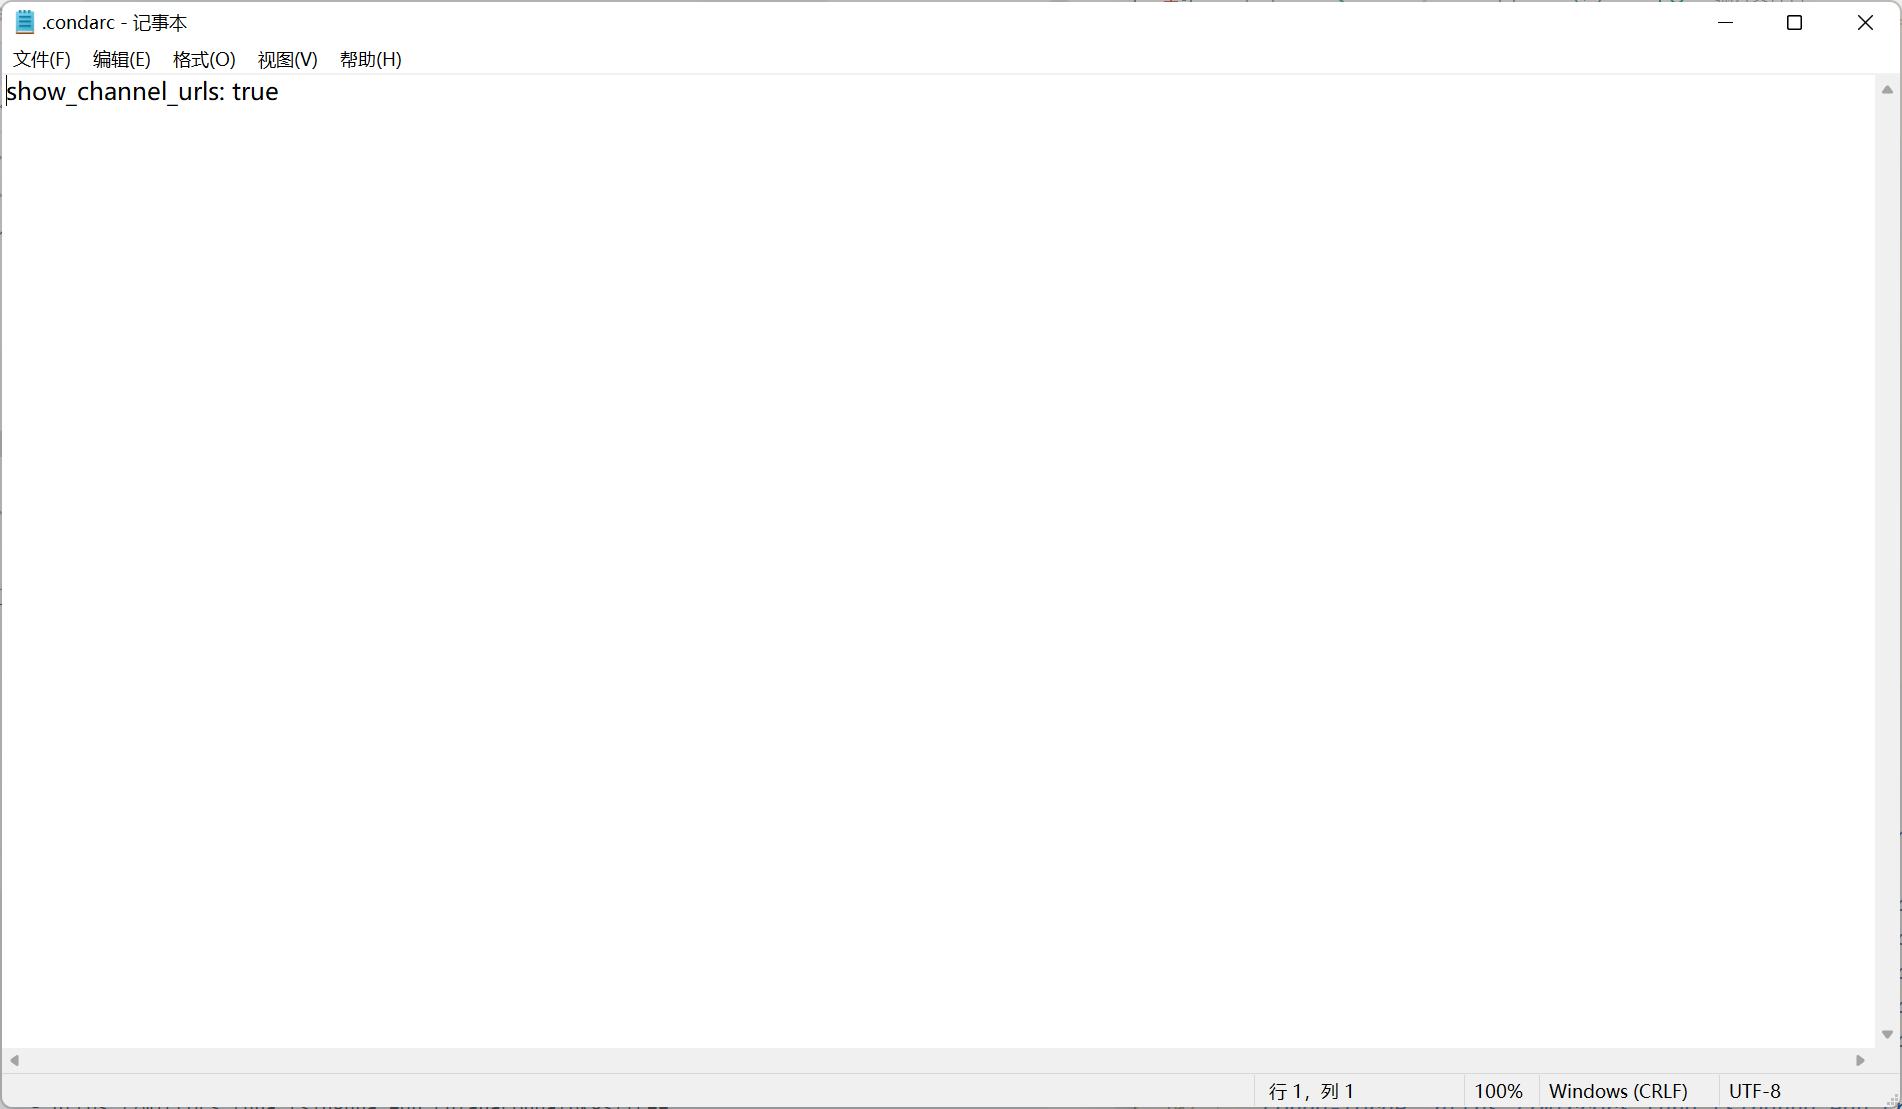 .condarc - 记事本
文件(F) 编辑(E) 格式(O) 视图(V) 帮助(H)
show_channel_urls: true
行 1，列 1 100% Windows (CRLF) UTF-8